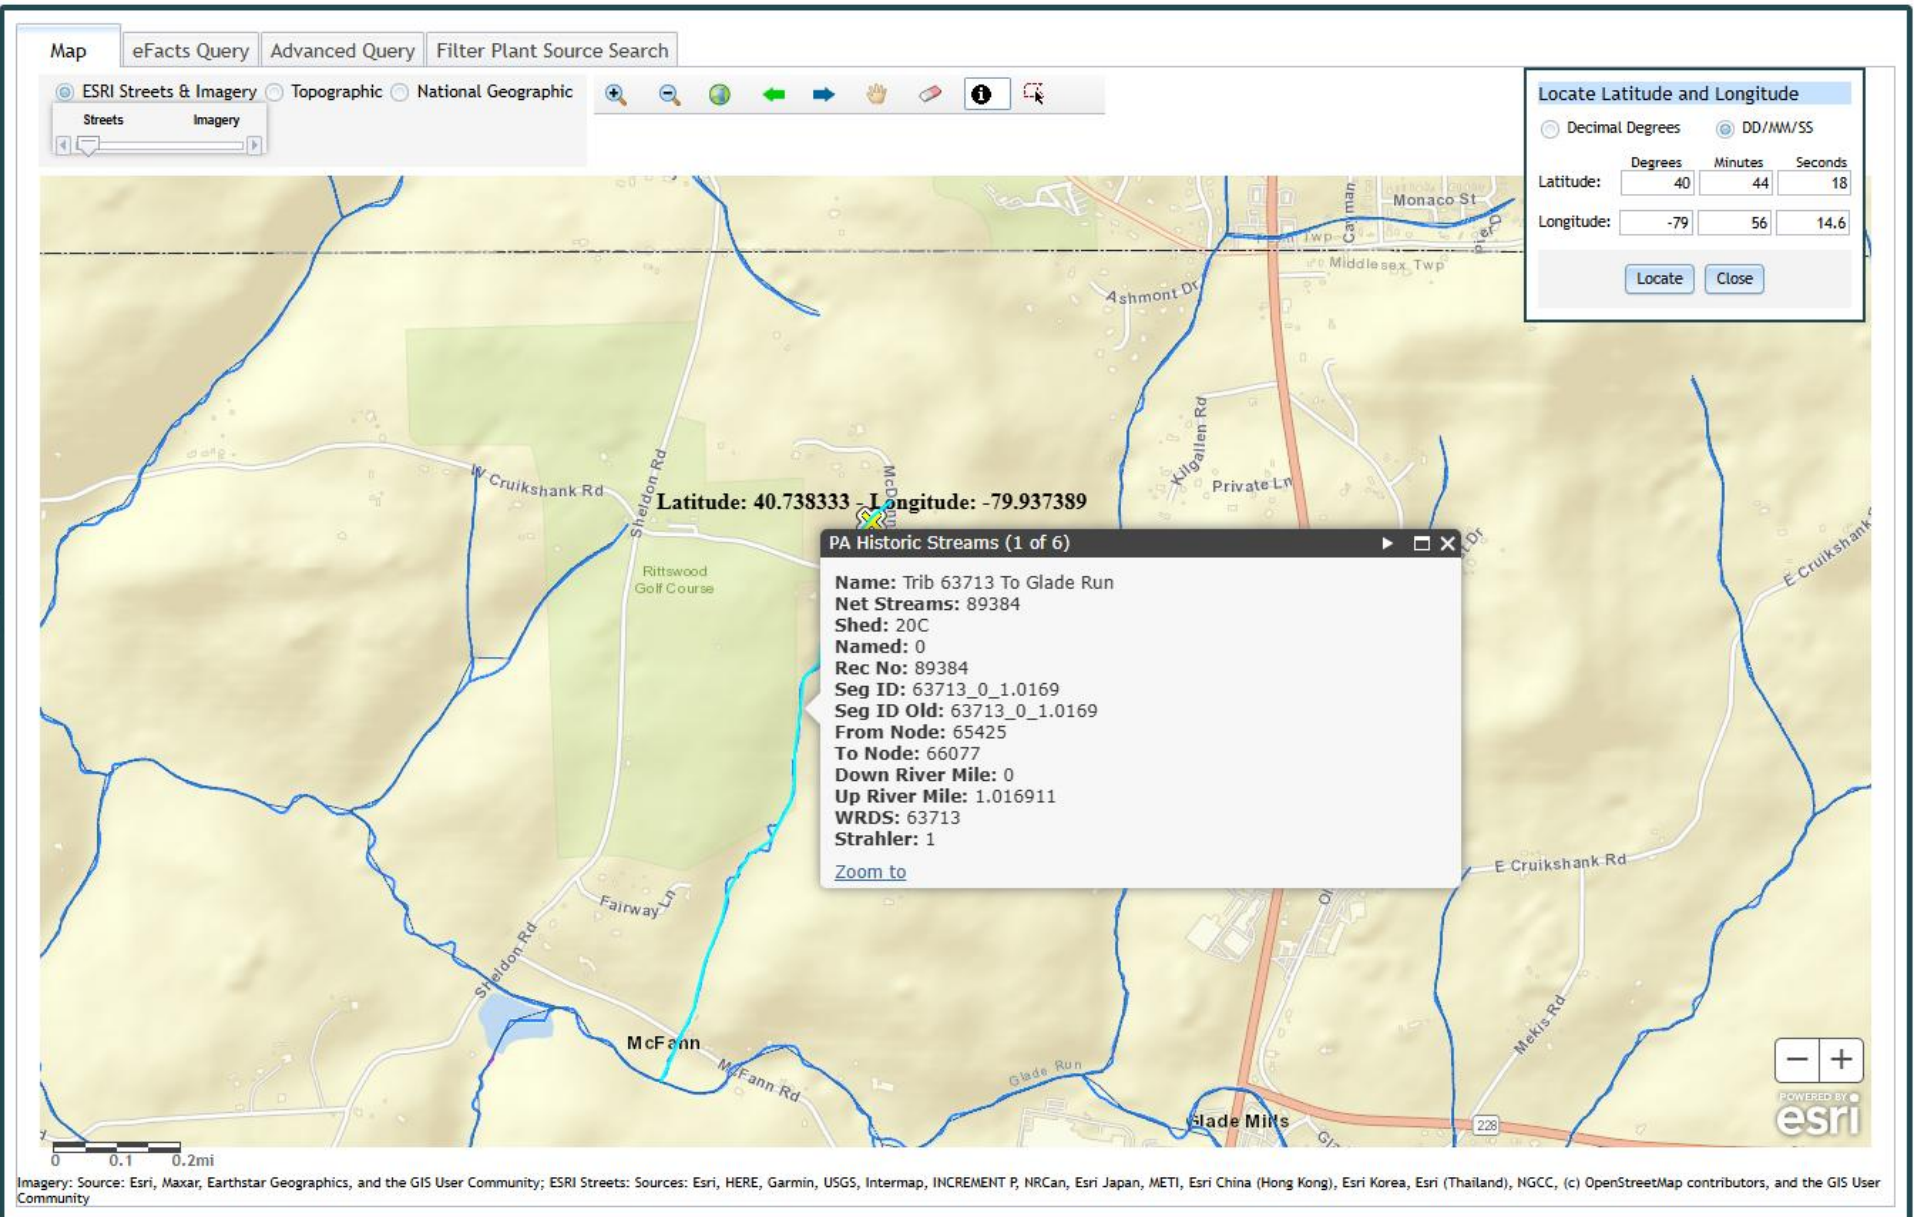 Map
eFacts Query
Advanced Query
Filter Plant Source Search
ESRI Streets & Imagery
Topographic
National Geographic
Streets
Imagery
Locate Latitude and Longitude
Decimal Degrees
DD/MM/SS
Degrees Minutes Seconds
Latitude: 40 44 18
Longitude: -79 56 14.6
Locate
Close
Monaco St
Cayman
Twp
Middlesex Twp
Ashmont Dr
Kilgallen Rd
Private Ln
W Cruikshank Rd
Sheldon Rd
Latitude: 40.738333 - Longitude: -79.937389
Rittswood
Golf Course
PA Historic Streams (1 of 6)
Name: Trib 63713 To Glade Run
Net Streams: 89384
Shed: 20C
Named: 0
Rec No: 89384
Seg ID: 63713_0_1.0169
Seg ID Old: 63713_0_1.0169
From Node: 65425
To Node: 66077
Down River Mile: 0
Up River Mile: 1.016911
WRDS: 63713
Strahler: 1
Zoom to
E Cruikshank
E Cruikshank Rd
Fairway Ln
Sheldon Rd
McFann
McFann Rd
Glade Run
Glade Mills
Mekis Rd
228
POWERED BY
esri
0 0.1 0.2mi
Imagery: Source: Esri, Maxar, Earthstar Geographics, and the GIS User Community; ESRI Streets: Sources: Esri, HERE, Garmin, USGS, Intermap, INCREMENT P, NRCan, Esri Japan, METI, Esri China (Hong Kong), Esri Korea, Esri (Thailand), NGCC, (c) OpenStreetMap contributors, and the GIS User
Community